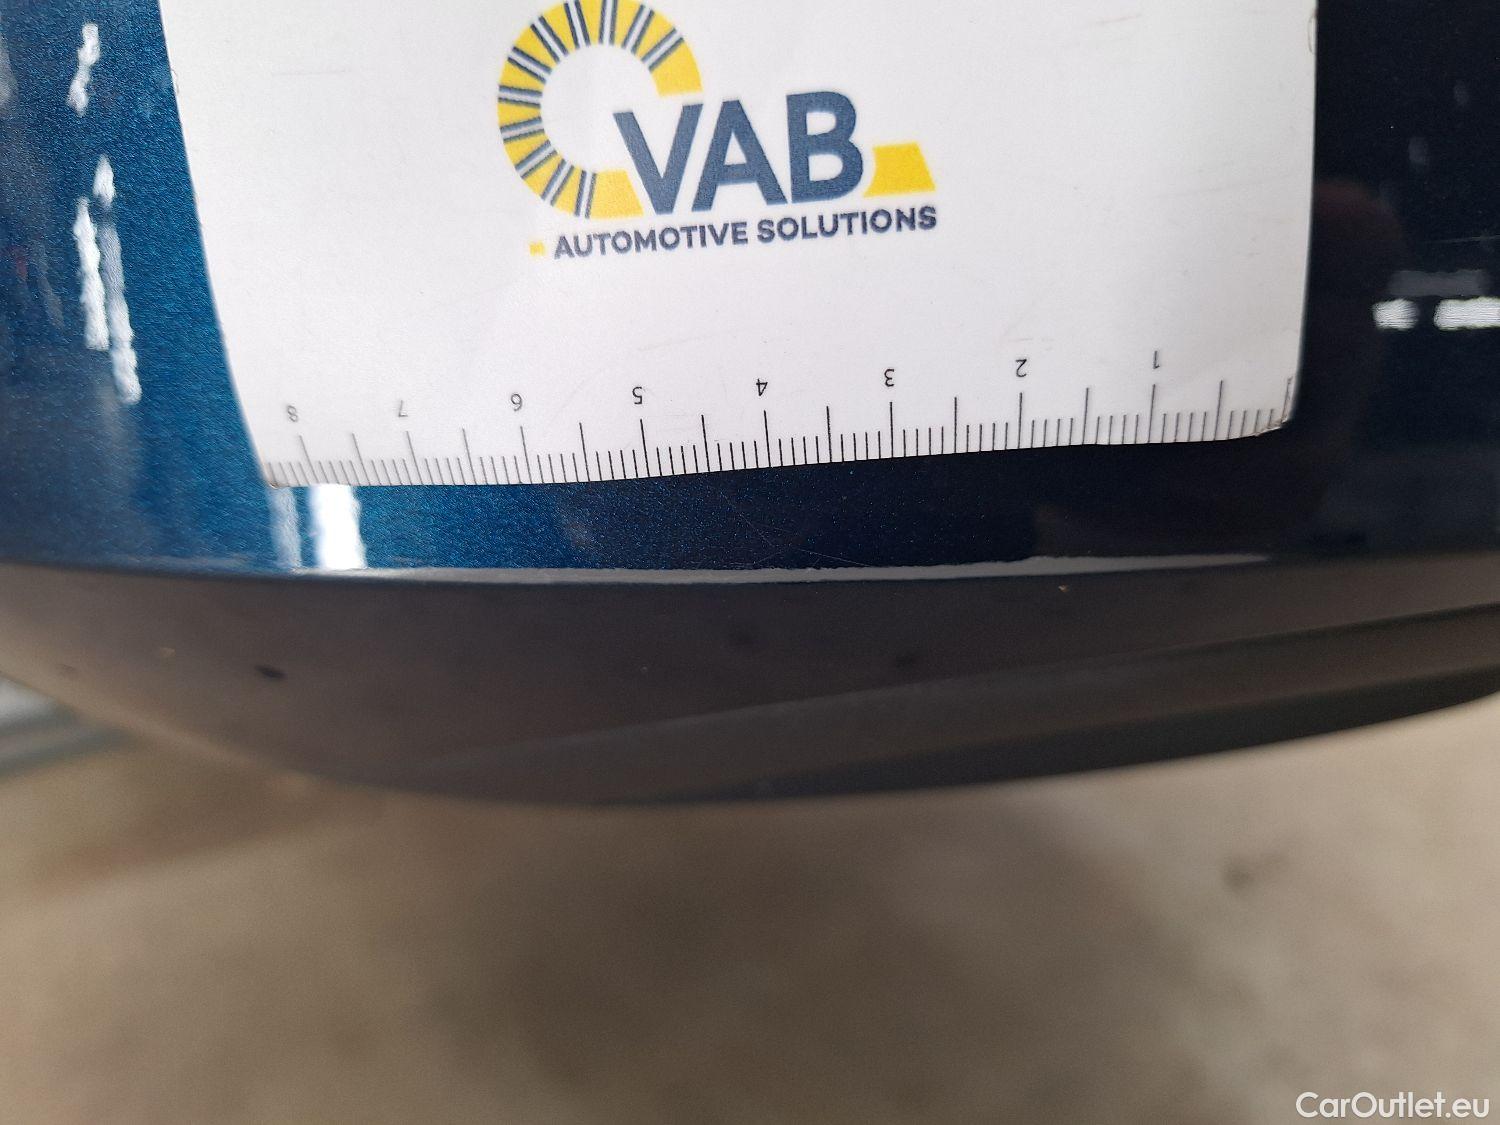 VAB
AUTOMOTIVE SOLUTIONS
8 7 6 5 4 3 2 1
CarOutlet.eu